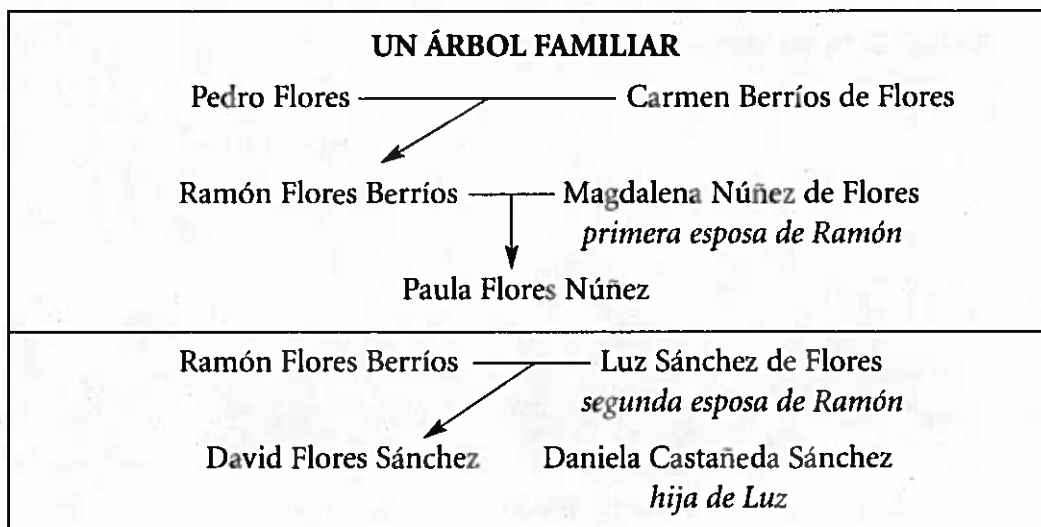 UN ÁRBOL FAMILIAR
Pedro Flores Carmen Berríos de Flores
Ramón Flores Berríos Magdalena Núñez de Flores
primera esposa de Ramón
Paula Flores Núñez
Ramón Flores Berríos Luz Sánchez de Flores
segunda esposa de Ramón
David Flores Sánchez Daniela Castañeda Sánchez
hija de Luz